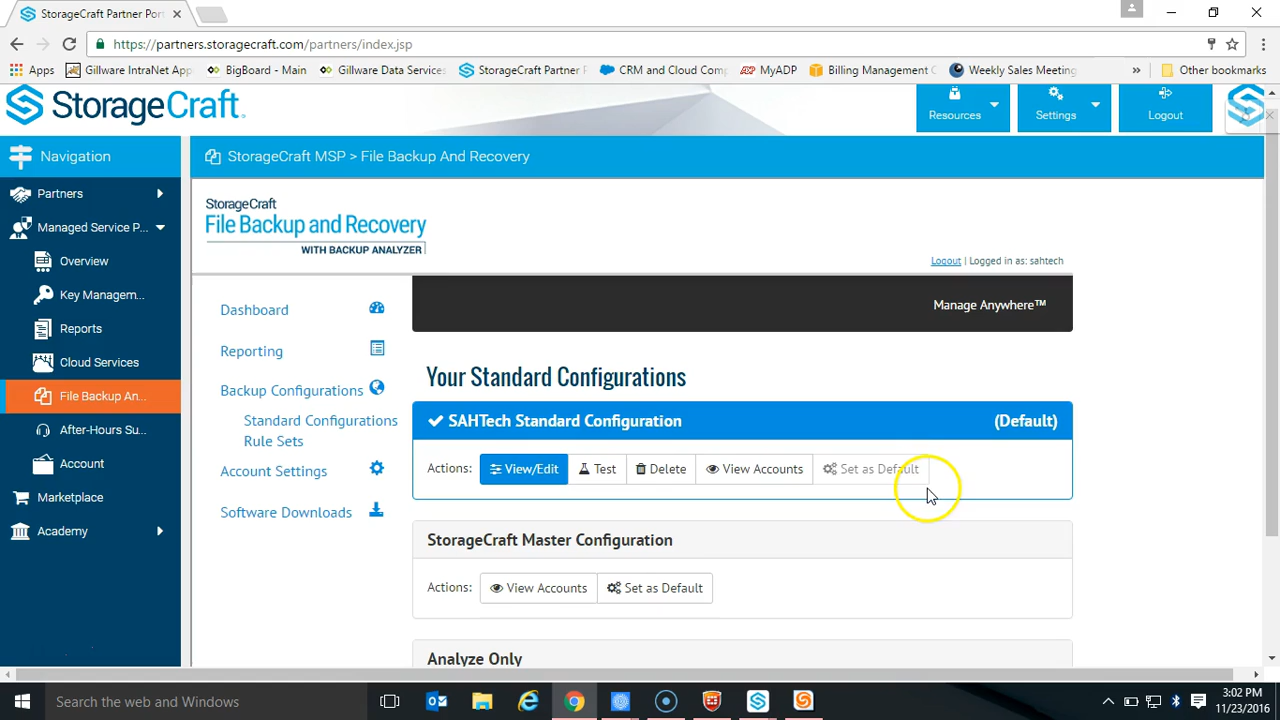 StorageCraft Partner Port
https://partners.storagecraft.com/partners/index.jsp
Apps Gillware IntraNet App BigBoard - Main Gillware Data Services StorageCraft Partner P CRM and Cloud Com MyADP Billing Management C Weekly Sales Meeting » Other bookmarks
StorageCraft
Resources Settings Logout
Navigation
StorageCraft MSP > File Backup And Recovery
Partners
Managed Service P...
Overview
Key Managem...
Reports
Cloud Services
File Backup An...
After-Hours Su...
Account
Marketplace
Academy
StorageCraft
File Backup and Recovery
WITH BACKUP ANALYZER
Logout | Logged in as: sahtech
Dashboard
Reporting
Backup Configurations
Standard Configurations
Rule Sets
Account Settings
Software Downloads
Manage Anywhere™
Your Standard Configurations
SAHTech Standard Configuration (Default)
Actions: View/Edit Test Delete View Accounts Set as Default
StorageCraft Master Configuration
Actions: View Accounts Set as Default
Analyze Only
Search the web and Windows
3:02 PM
11/23/2016